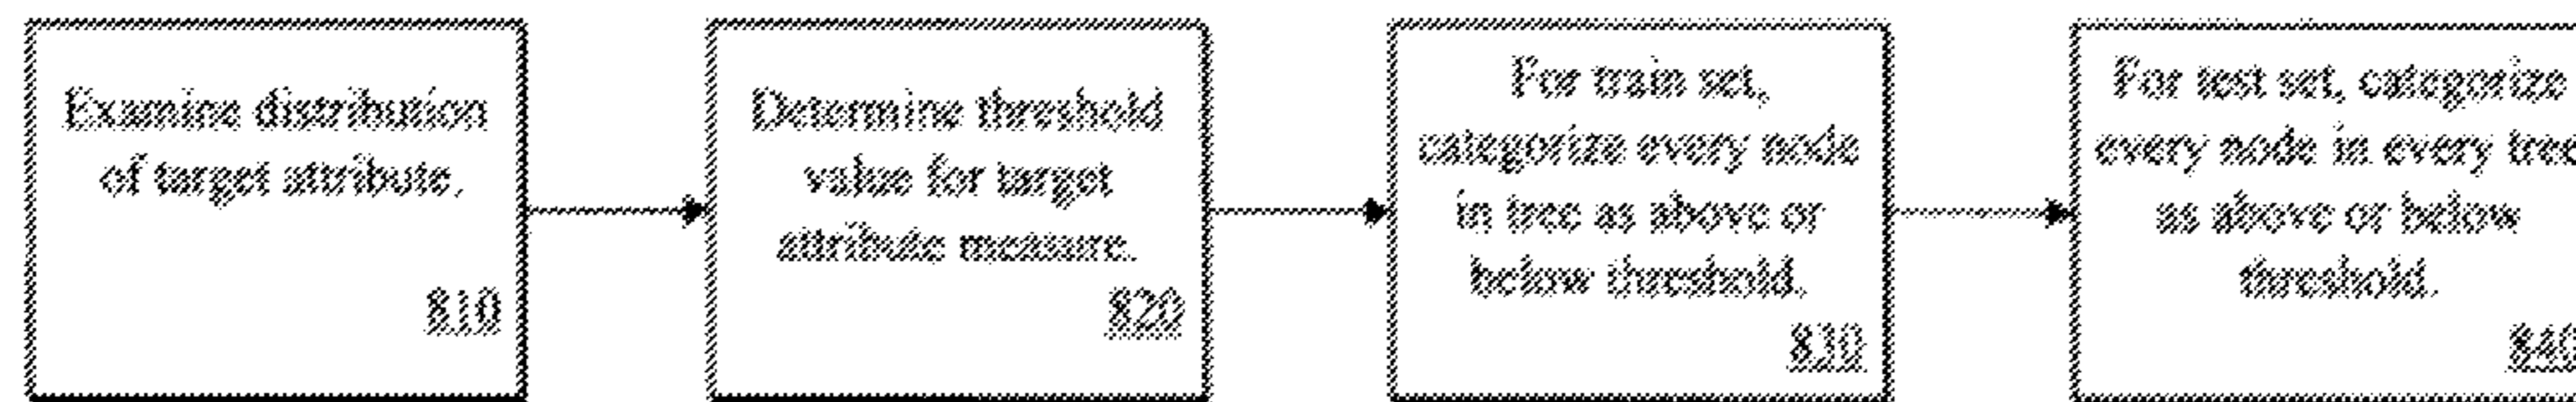 Examine distribution
of target attribute.
810
Determine threshold
value for target
attribute measure.
820
For train set,
categorize every node
in tree as above or
below threshold.
830
For test set, categorize
every node in every tree
as above or below
threshold.
840